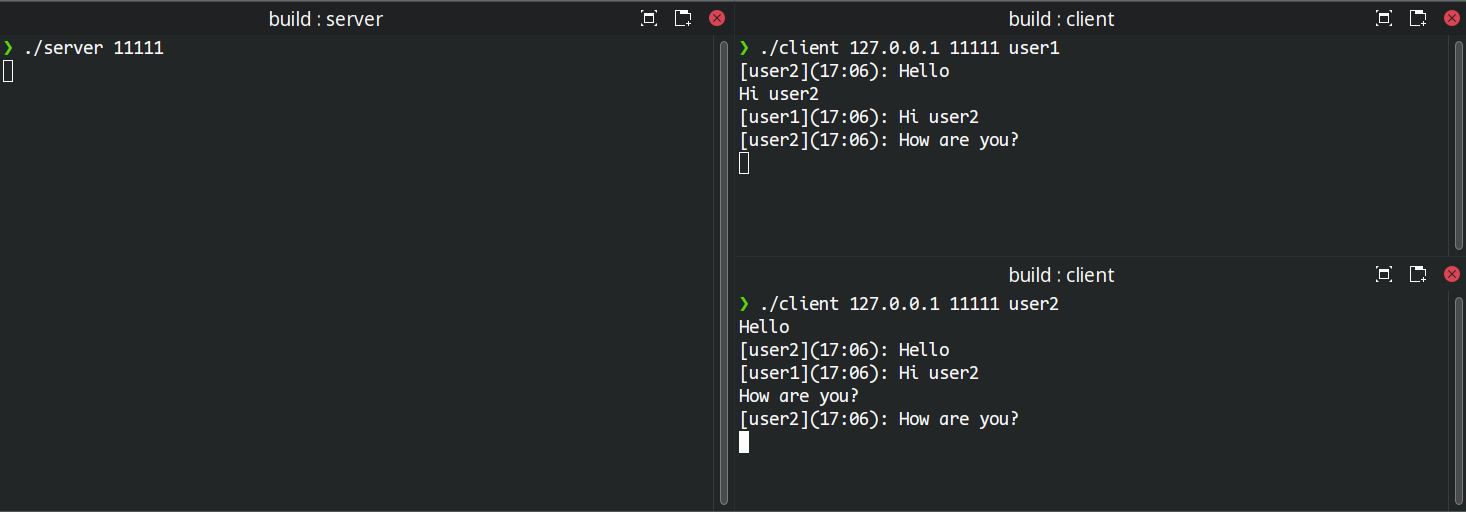 build : server
❯ ./server 11111
build : client
❯ ./client 127.0.0.1 11111 user1
[user2](17:06): Hello
Hi user2
[user1](17:06): Hi user2
[user2](17:06): How are you?
build : client
❯ ./client 127.0.0.1 11111 user2
Hello
[user2](17:06): Hello
[user1](17:06): Hi user2
How are you?
[user2](17:06): How are you?